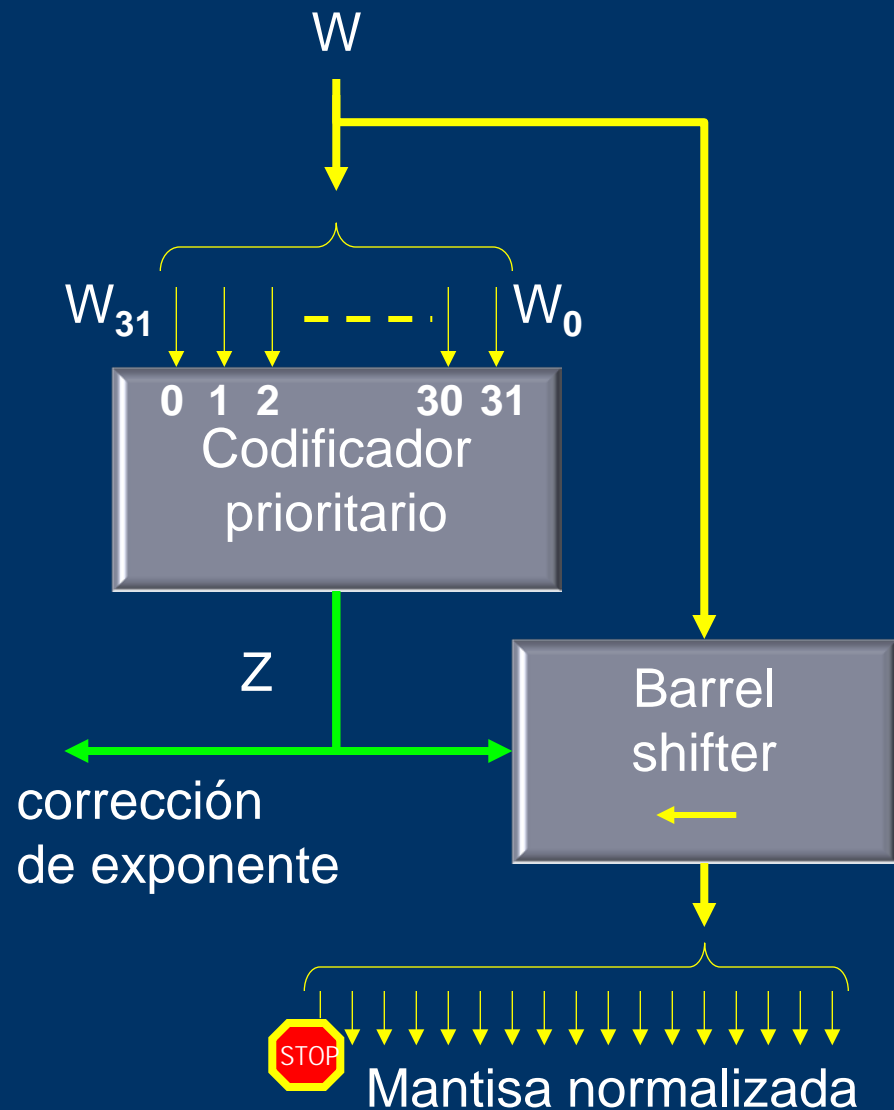 W
W31 W0
0 1 2 30 31
Codificador
prioritario
Z
Barrel
shifter
corrección
de exponente
STOP
Mantisa normalizada